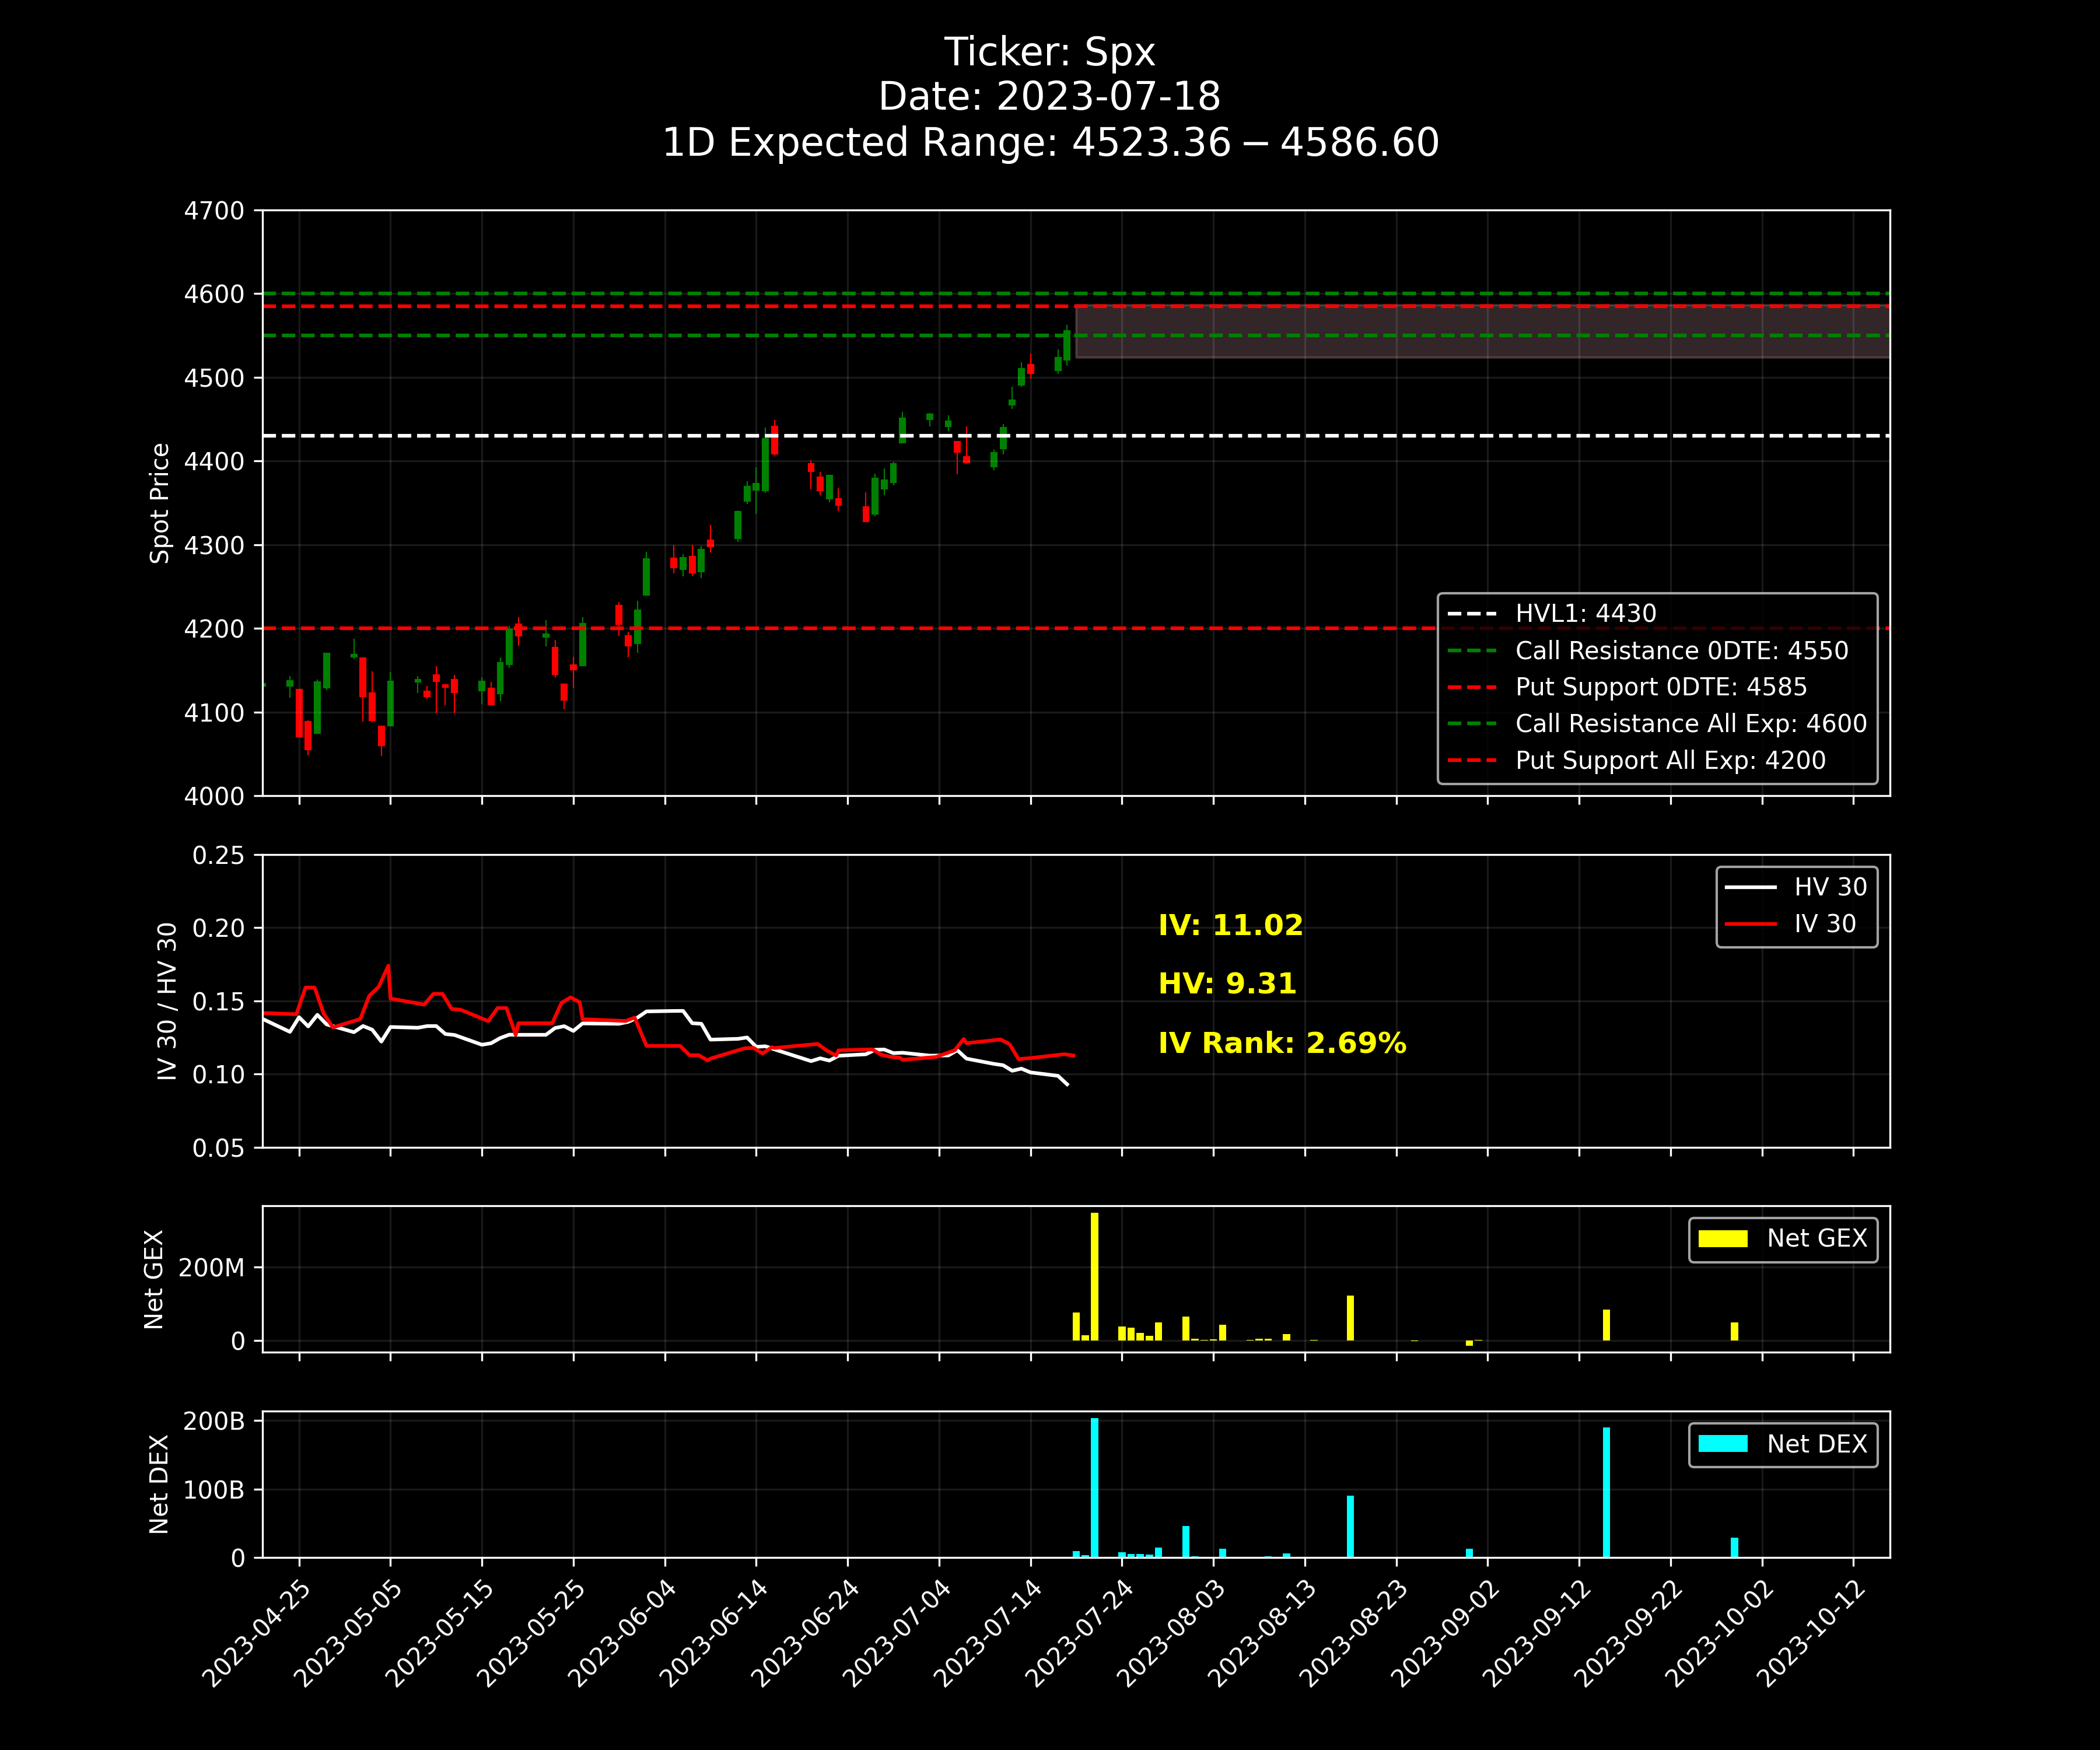 Ticker: Spx
Date: 2023-07-18
1D Expected Range: 4523.36 − 4586.60
4700
4600
4500
4400
4300
4200
4100
4000
Spot Price
HVL1: 4430
Call Resistance 0DTE: 4550
Put Support 0DTE: 4585
Call Resistance All Exp: 4600
Put Support All Exp: 4200
0.25
0.20
0.15
0.10
0.05
IV 30 / HV 30
IV: 11.02
HV: 9.31
IV Rank: 2.69%
HV 30
IV 30
200M
0
Net GEX
Net GEX
200B
100B
0
Net DEX
Net DEX
2023-04-25
2023-05-05
2023-05-15
2023-05-25
2023-06-04
2023-06-14
2023-06-24
2023-07-04
2023-07-14
2023-07-24
2023-08-03
2023-08-13
2023-08-23
2023-09-02
2023-09-12
2023-09-22
2023-10-02
2023-10-12